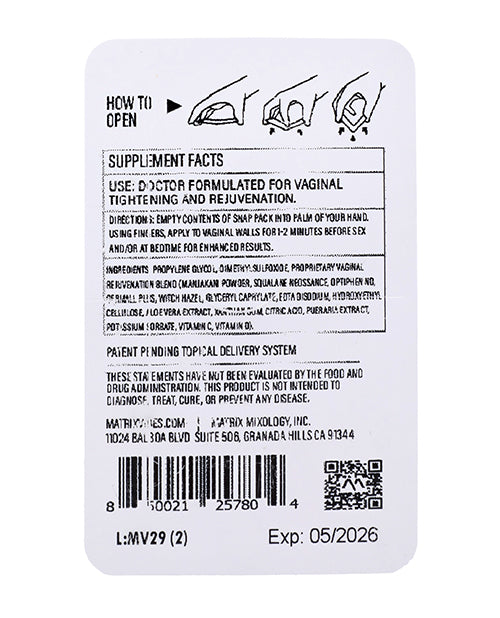 HOW TO
OPEN
SUPPLEMENT FACTS
USE: DOCTOR FORMULATED FOR VAGINAL
TIGHTENING AND REJUVENATION.
DIRECTIONS: EMPTY CONTENTS OF SNAP PACK INTO PALM OF YOUR HAND.
USING FINGERS, APPLY TO VAGINAL WALLS FOR 1-2 MINUTES BEFORE SEX
AND/OR AT BEDTIME FOR ENHANCED RESULTS.
INGREDIENTS: PROPYLENE GLYCOL, DIMETHYLSULFOXIDE, PROPRIETARY VAGINAL
REJUVENATION BLEND (MANJAKANI POWDER, SQUALANE NEOSSANCE, OPTIPHEN ND,
DERMALL PLUS, WITCH HAZEL, GLYCERYL CAPRYLATE, EDTA DISODIUM, HYDROXYETHYL
CELLULOSE, ALOE VERA EXTRACT, XANTHAN GUM, CITRIC ACID, PUERARIA EXTRACT,
POTASSIUM SORBATE, VITAMIN C, VITAMIN D).
PATENT PENDING TOPICAL DELIVERY SYSTEM
THESE STATEMENTS HAVE NOT BEEN EVALUATED BY THE FOOD AND
DRUG ADMINISTRATION. THIS PRODUCT IS NOT INTENDED TO
DIAGNOSE, TREAT, CURE, OR PREVENT ANY DISEASE.
| MATRIX MIXOLOGY, INC.
11024 BALBOA BLVD SUITE 506, GRANADA HILLS CA 91344
8 50021 25780 4
L:MV29 (2) Exp: 05/2026